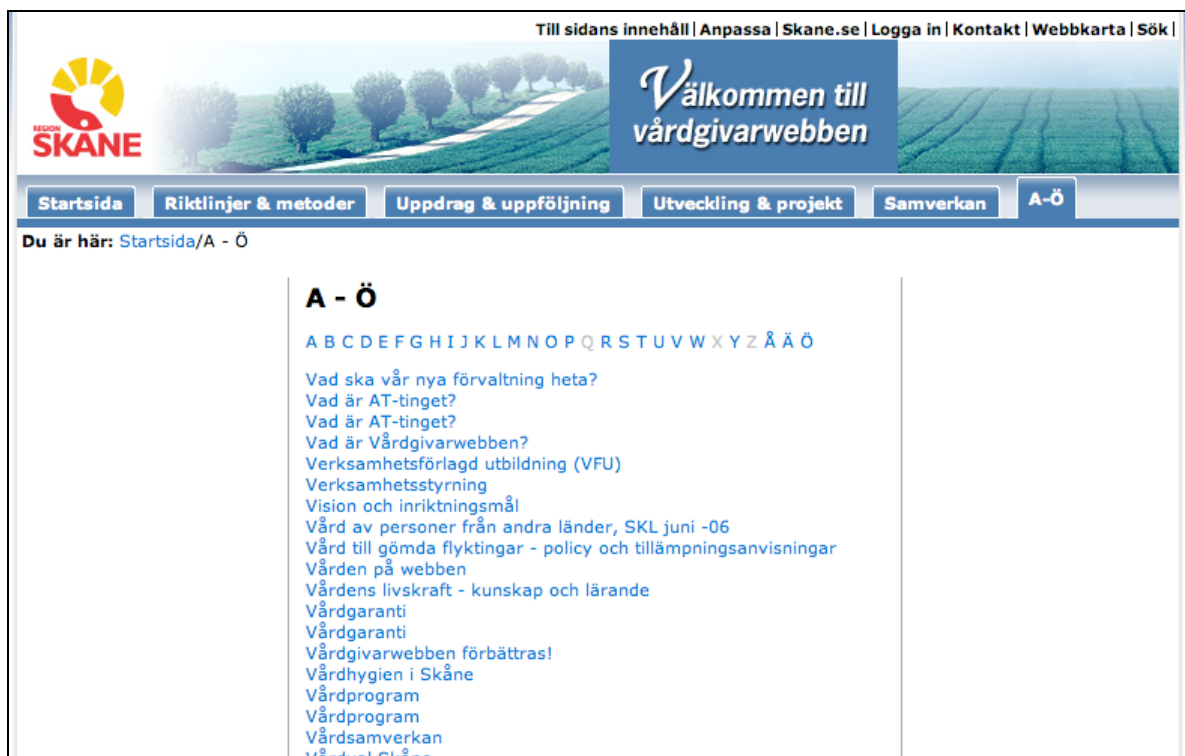 Till sidans innehåll | Anpassa | Skane.se | Logga in | Kontakt | Webbkarta | Sök |
REGION
SKÅNE
Välkommen till
vårdgivarwebben
Startsida Riktlinjer & metoder Uppdrag & uppföljning Utveckling & projekt Samverkan A-Ö
Du är här: Startsida/A - Ö
A - Ö
A B C D E F G H I J K L M N O P Q R S T U V W X Y Z Å Ä Ö
Vad ska vår nya förvaltning heta?
Vad är AT-tinget?
Vad är AT-tinget?
Vad är Vårdgivarwebben?
Verksamhetsförlagd utbildning (VFU)
Verksamhetsstyrning
Vision och inriktningsmål
Vård av personer från andra länder, SKL juni -06
Vård till gömda flyktingar - policy och tillämpningsanvisningar
Vården på webben
Vårdens livskraft - kunskap och lärande
Vårdgaranti
Vårdgaranti
Vårdgivarwebben förbättras!
Vårdhygien i Skåne
Vårdprogram
Vårdprogram
Vårdsamverkan
Vårdval Skåne